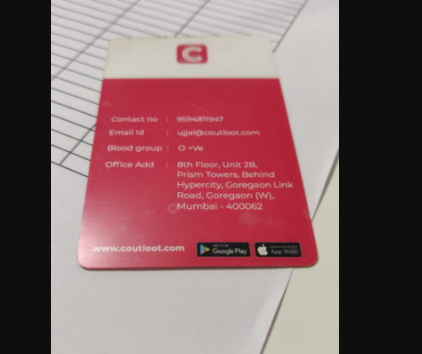 C
Contact no : 9594811947
Email Id : ujjal@coutloot.com
Blood group : O +Ve
Office Add : 8th Floor, Unit 2B,
Prism Towers, Behind
Hypercity, Goregaon Link
Road, Goregaon (W),
Mumbai - 400062
www.coutloot.com
Google Play
App Store